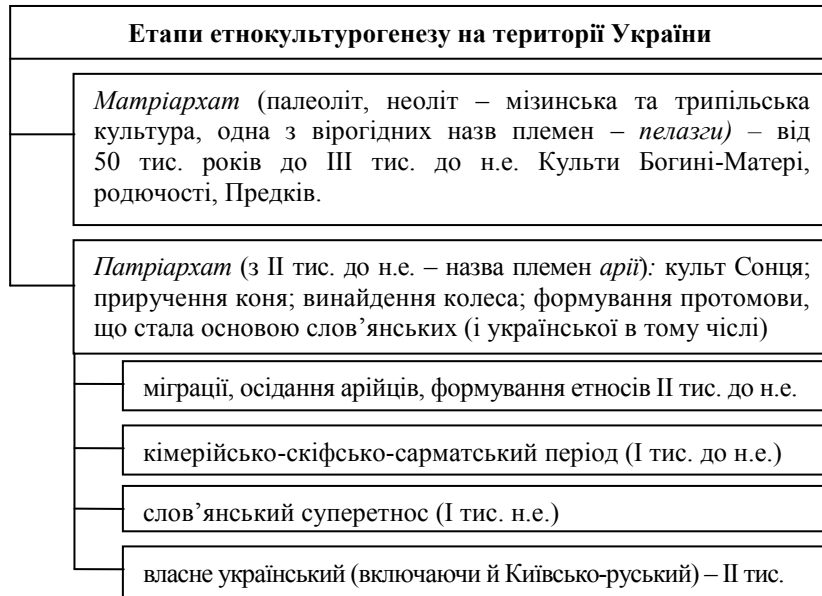 Етапи етнокультурогенезу на території України
Матріархат (палеоліт, неоліт – мізинська та трипільська
культура, одна з вірогідних назв племен – пелазги) – від
50 тис. років до ІІІ тис. до н.е. Культи Богині-Матері,
родючості, Предків.
Патріархат (з ІІ тис. до н.е. – назва племен арії): культ Сонця;
приручення коня; винайдення колеса; формування протомови,
що стала основою слов’янських (і української в тому чіслі)
міграції, осідання арійців, формування етносів ІІ тис. до н.е.
кімерійсько-скіфсько-сарматський період (І тис. до н.е.)
слов’янський суперетнос (І тис. н.е.)
власне український (включаючи й Київсько-руський) – ІІ тис.